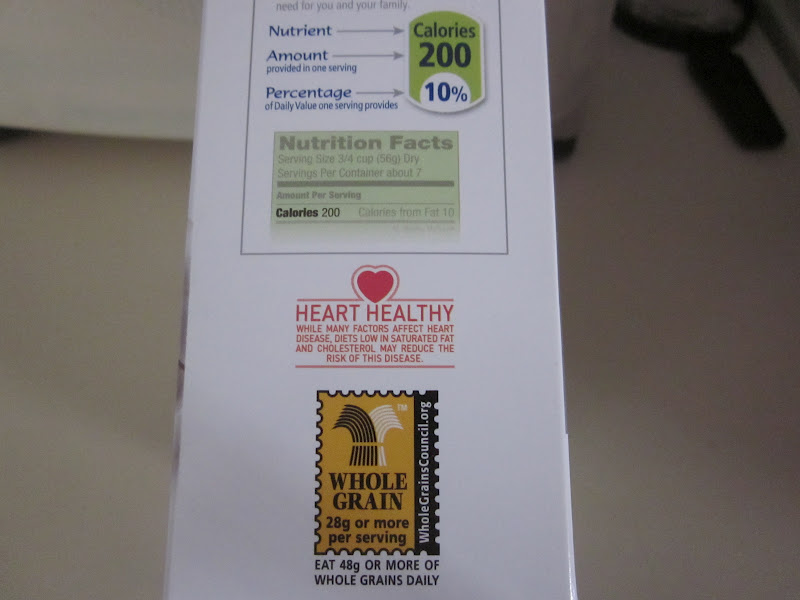 need for you and your family.
Nutrient
Calories
200
Amount
provided in one serving
Percentage
of Daily Value one serving provides
10%
Nutrition Facts
Serving Size 3/4 cup (56g) Dry
Servings Per Container about 7
Amount Per Serving
Calories 200 Calories from Fat 10
HEART HEALTHY
WHILE MANY FACTORS AFFECT HEART
DISEASE, DIETS LOW IN SATURATED FAT
AND CHOLESTEROL MAY REDUCE THE
RISK OF THIS DISEASE.
TM
WHOLE
GRAIN
28g or more
per serving
WholeGrainsCouncil.org
EAT 48g OR MORE OF
WHOLE GRAINS DAILY